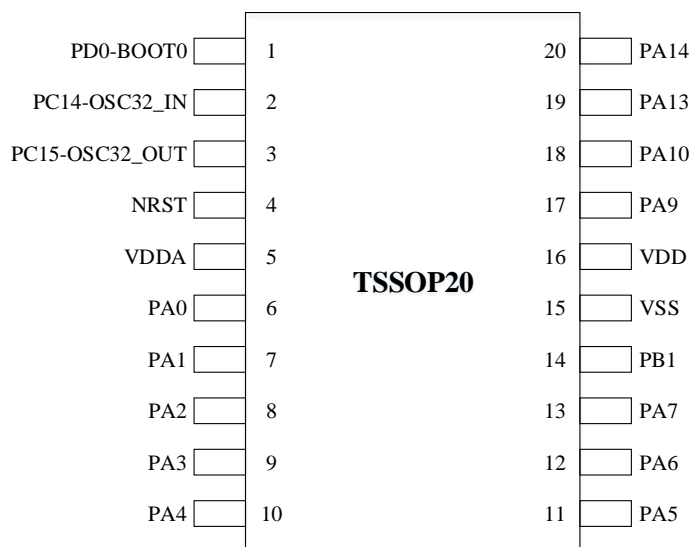 PD0-BOOT0 1 20 PA14
PC14-OSC32_IN 2 19 PA13
PC15-OSC32_OUT 3 18 PA10
NRST 4 17 PA9
VDDA 5 16 VDD
TSSOP20
PA0 6 15 VSS
PA1 7 14 PB1
PA2 8 13 PA7
PA3 9 12 PA6
PA4 10 11 PA5